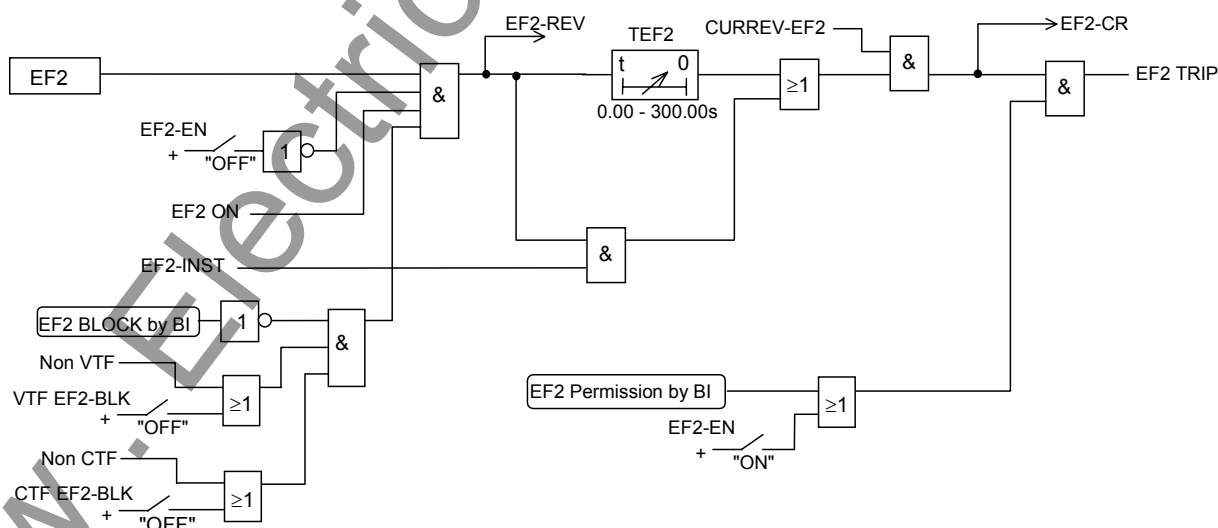 EF2-REV
TEF2
CURREV-EF2
EF2-CR
EF2
&
t 0
≥1
&
&
EF2 TRIP
0.00 - 300.00s
EF2-EN
+ "OFF"
1
EF2 ON
EF2-INST
&
EF2 BLOCK by BI
1
&
Non VTF
VTF EF2-BLK
+ "OFF"
≥1
EF2 Permission by BI
≥1
EF2-EN
+ "ON"
Non CTF
CTF EF2-BLK
+ "OFF"
≥1
w . Electric